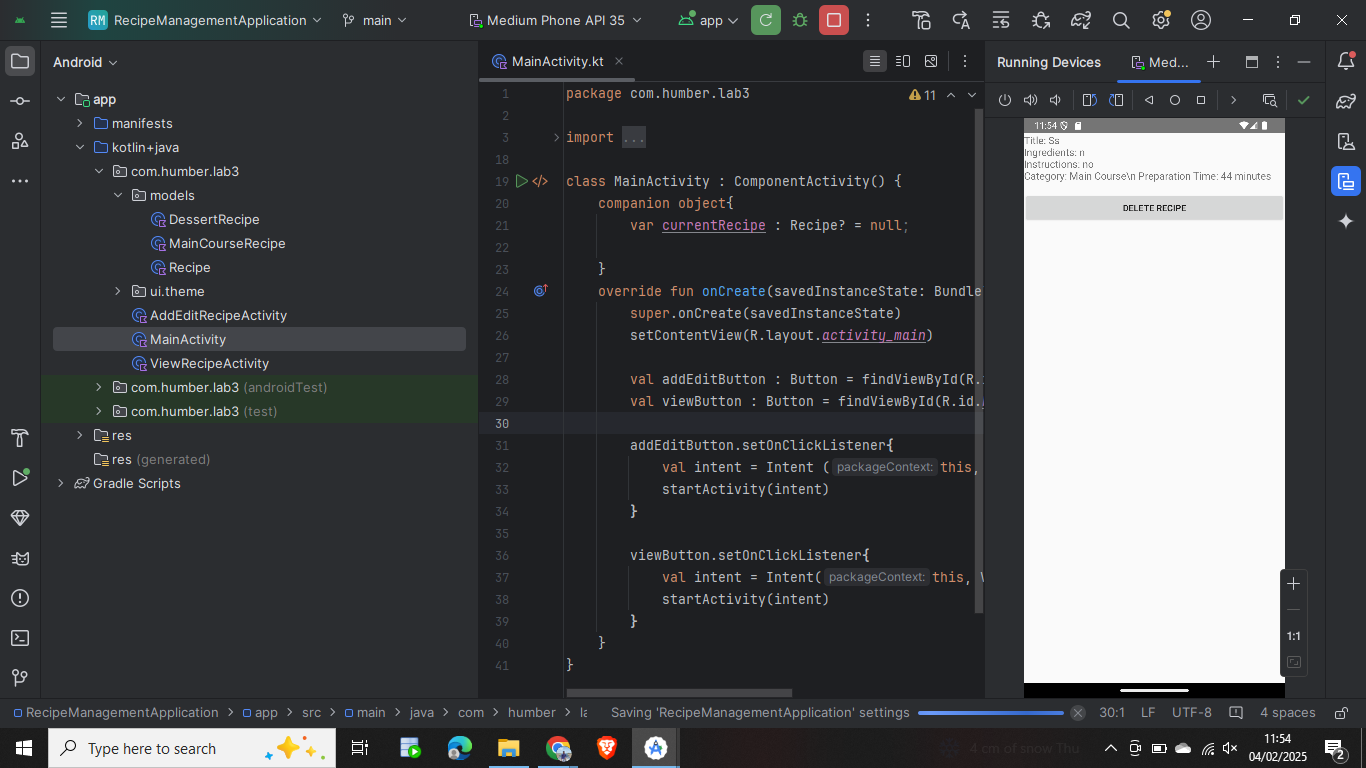 RM RecipeManagementApplication main Medium Phone API 35 app
Android
app
manifests
kotlin+java
com.humber.lab3
models
DessertRecipe
MainCourseRecipe
Recipe
ui.theme
AddEditRecipeActivity
MainActivity
ViewRecipeActivity
com.humber.lab3 (androidTest)
com.humber.lab3 (test)
res
res (generated)
Gradle Scripts
MainActivity.kt
11
1 package com.humber.lab3
2
3 import ...
18
19 class MainActivity : ComponentActivity() {
20 companion object{
21 var currentRecipe : Recipe? = null;
22
23 }
24 override fun onCreate(savedInstanceState: Bundle
25 super.onCreate(savedInstanceState)
26 setContentView(R.layout.activity_main)
27
28 val addEditButton : Button = findViewById(R.
29 val viewButton : Button = findViewById(R.id.
30
31 addEditButton.setOnClickListener{
32 val intent = Intent ( packageContext: this,
33 startActivity(intent)
34 }
35
36 viewButton.setOnClickListener{
37 val intent = Intent( packageContext: this,
38 startActivity(intent)
39 }
40 }
41 }
Running Devices Med...
11:54
Title: Ss
Ingredients: n
Instructions: no
Category: Main Course\n Preparation Time: 44 minutes
DELETE RECIPE
1:1
RecipeManagementApplication > app > src > main > java > com > humber > la
Saving 'RecipeManagementApplication' settings
30:1 LF UTF-8 4 spaces
Type here to search
4 cm of snow Thu
11:54
04/02/2025
2